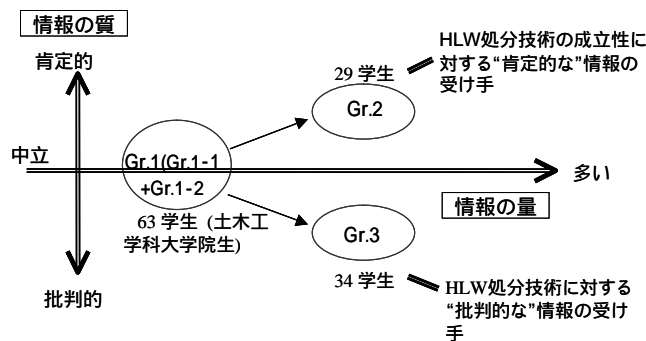 情報の質
肯定的
HLW処分技術の成立性に
対する“肯定的な”情報の
受け手
29 学生
Gr.2
中立
Gr.1(Gr.1-1
+Gr.1-2
多い
情報の量
63 学生 (土木工
学科大学院生)
Gr.3
34 学生
批判的
HLW処分技術に対する
“批判的な”情報の受け
手